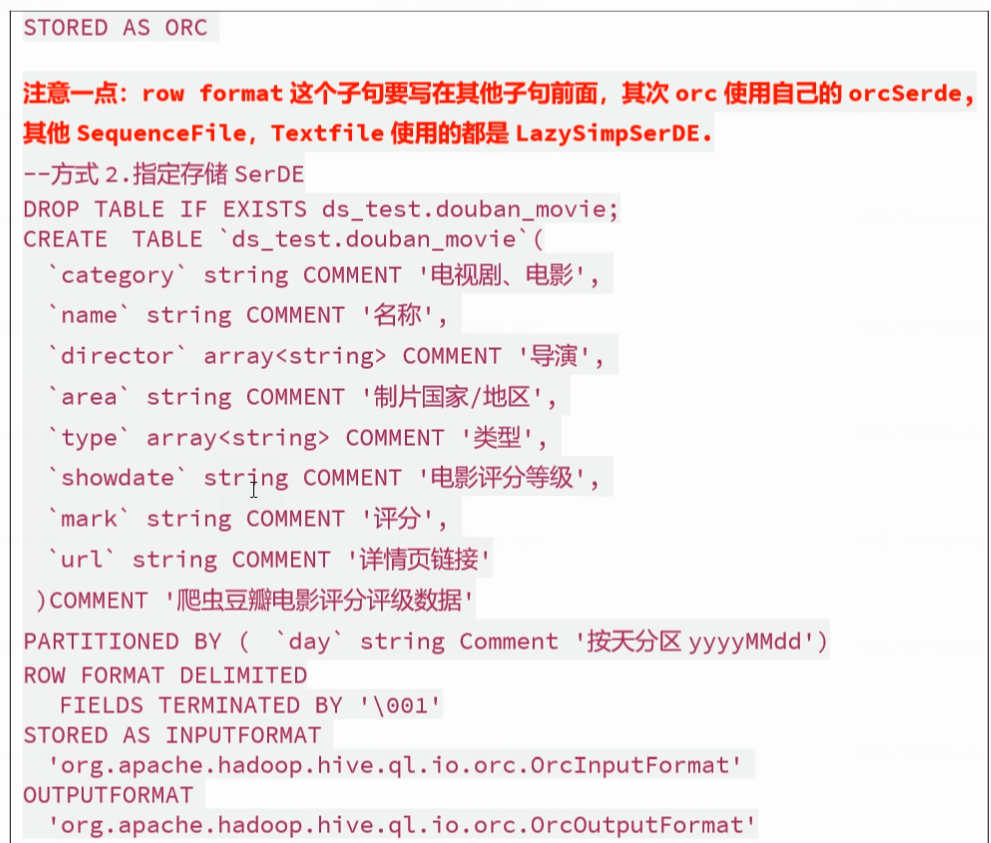 STORED AS ORC
注意一点：row format 这个子句要写在其他子句前面，其次 orc 使用自己的 orcSerde，
其他 SequenceFile，Textfile 使用的都是 LazySimpSerDE.
--方式 2.指定存储 SerDE
DROP TABLE IF EXISTS ds_test.douban_movie;
CREATE  TABLE `ds_test.douban_movie`(
`category` string COMMENT '电视剧、电影',
`name` string COMMENT '名称',
`director` array<string> COMMENT '导演',
`area` string COMMENT '制片国家/地区',
`type` array<string> COMMENT '类型',
`showdate` string COMMENT '电影评分等级',
`mark` string COMMENT '评分',
`url` string COMMENT '详情页链接'
)COMMENT '爬虫豆瓣电影评分评级数据'
PARTITIONED BY (  `day` string Comment '按天分区 yyyyMMdd')
ROW FORMAT DELIMITED
FIELDS TERMINATED BY '\001'
STORED AS INPUTFORMAT
'org.apache.hadoop.hive.ql.io.orc.OrcInputFormat'
OUTPUTFORMAT
'org.apache.hadoop.hive.ql.io.orc.OrcOutputFormat'